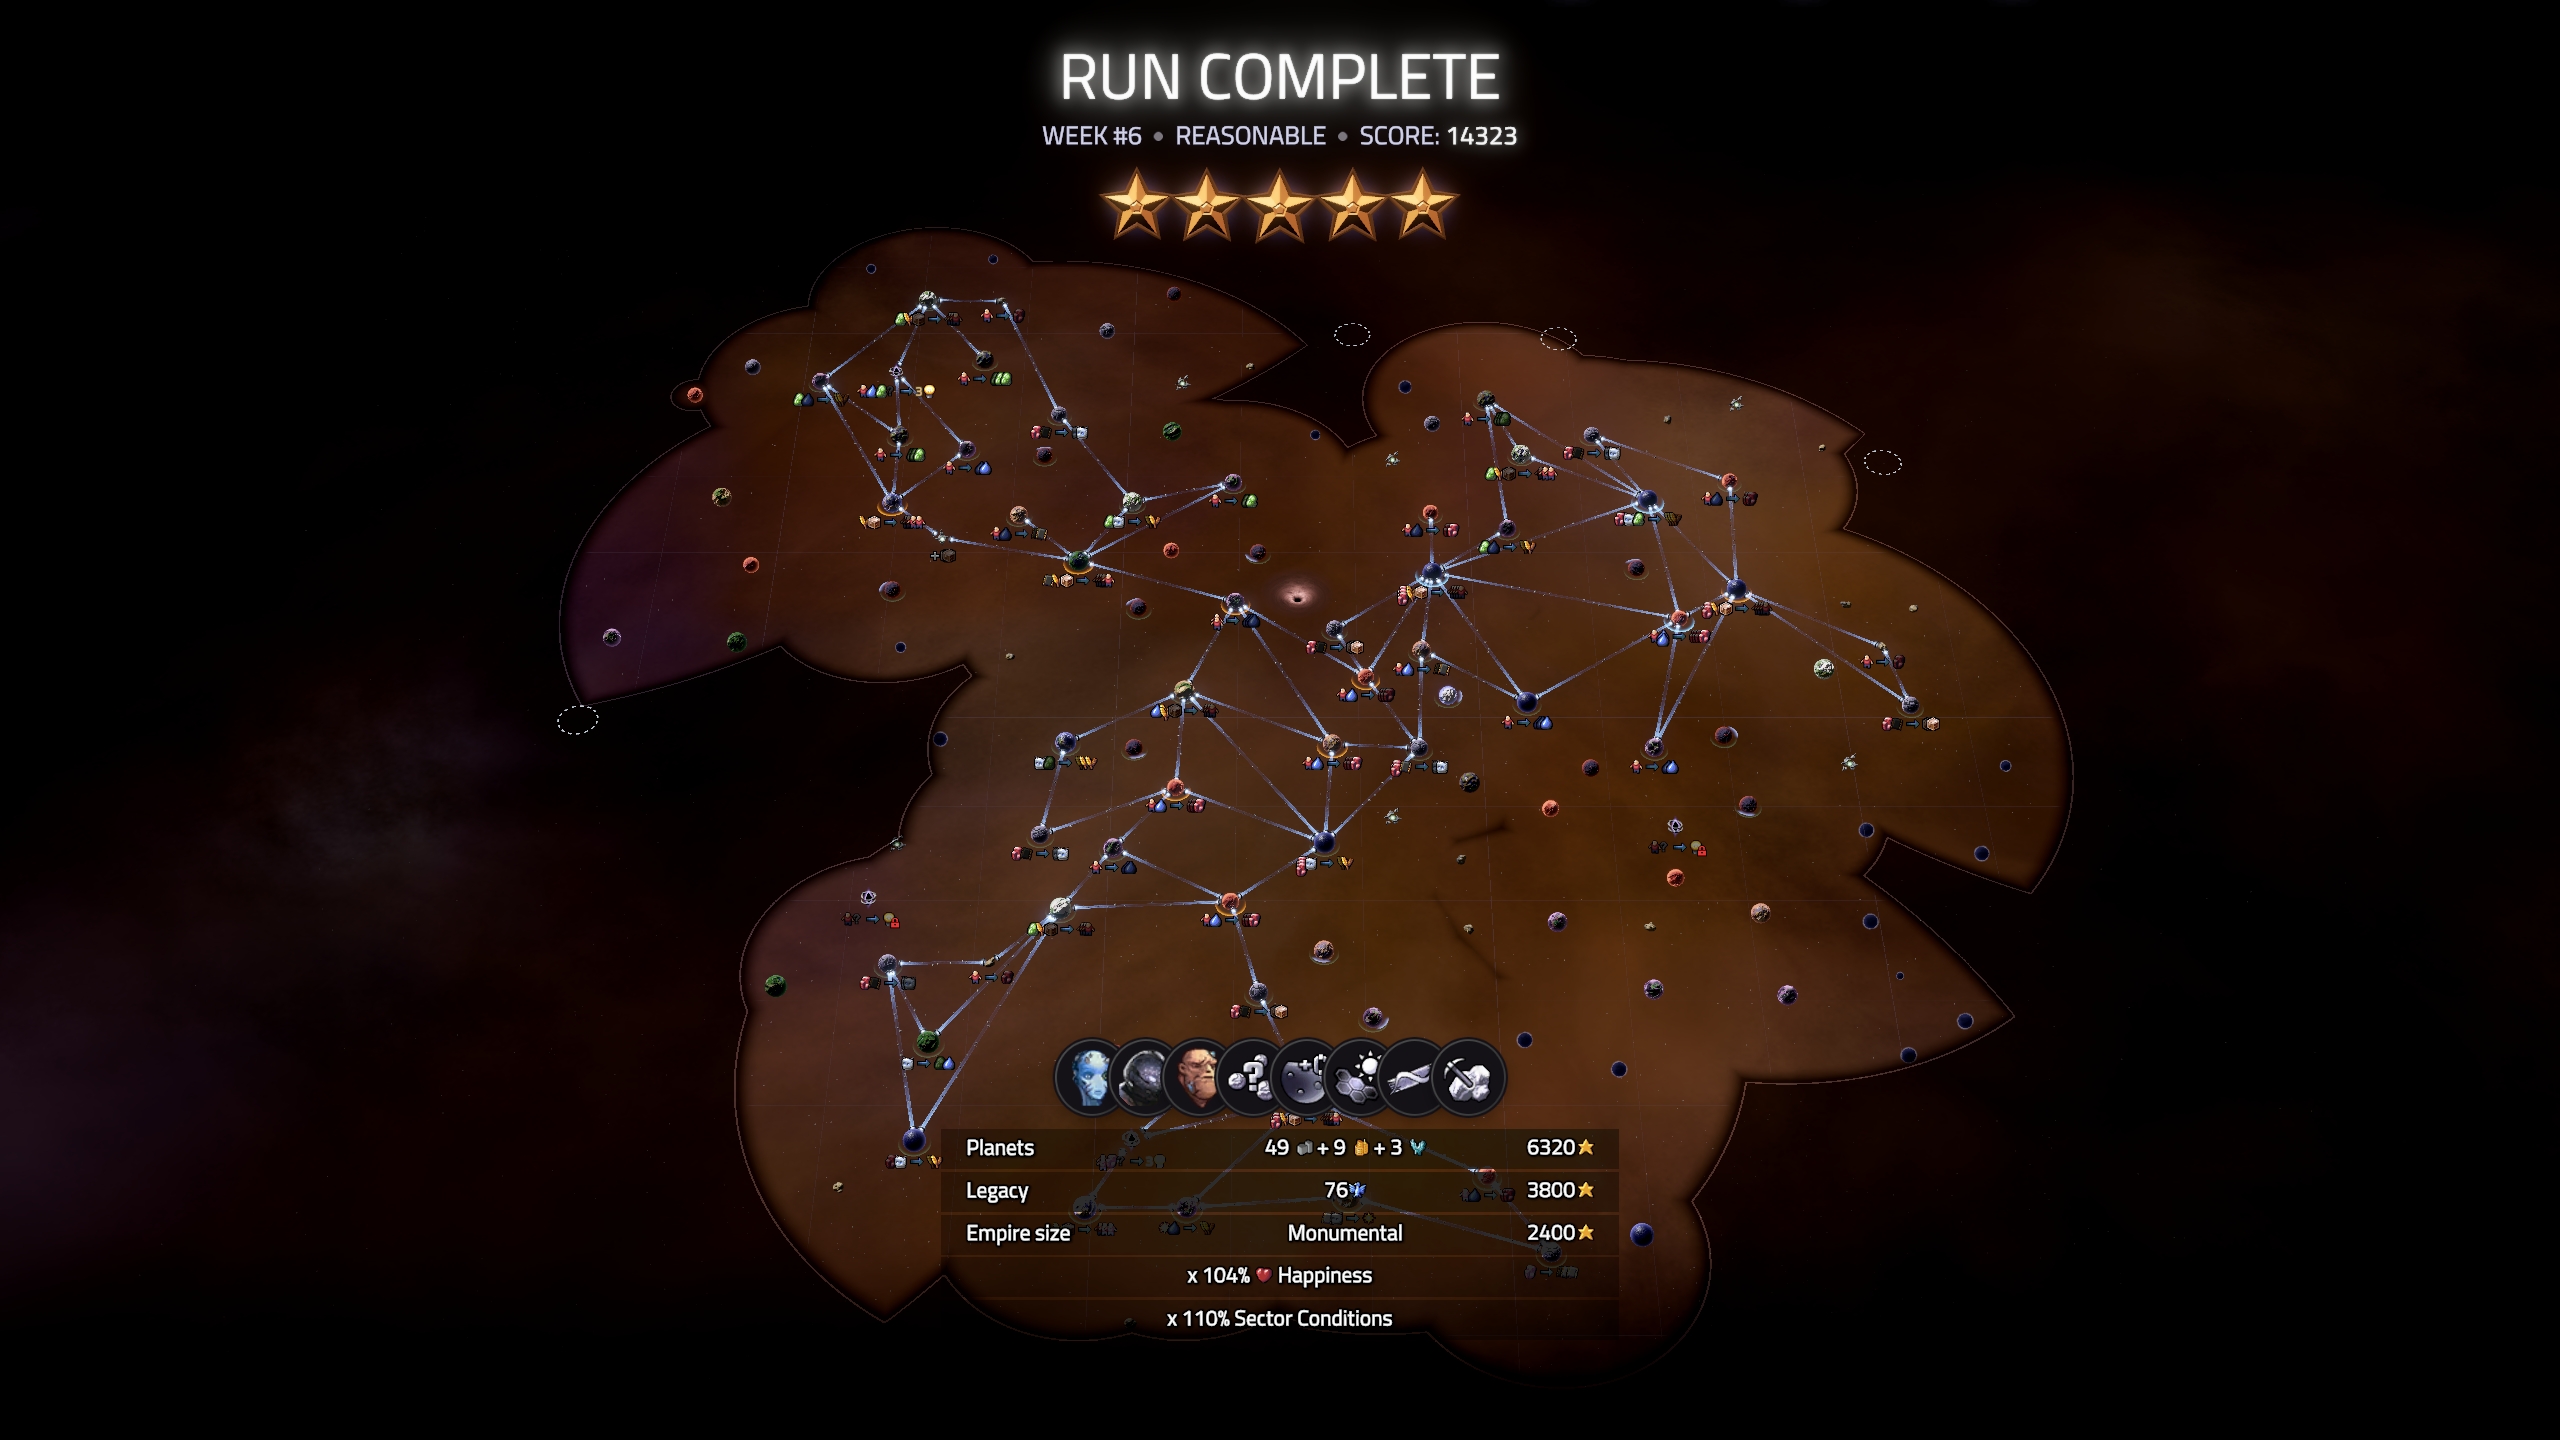 RUN COMPLETE
WEEK #6 • REASONABLE • SCORE: 14323
3
+
Planets 49 + 9 + 3 6320
Legacy 76 3800
Empire size Monumental 2400
x 104% Happiness
x 110% Sector Conditions